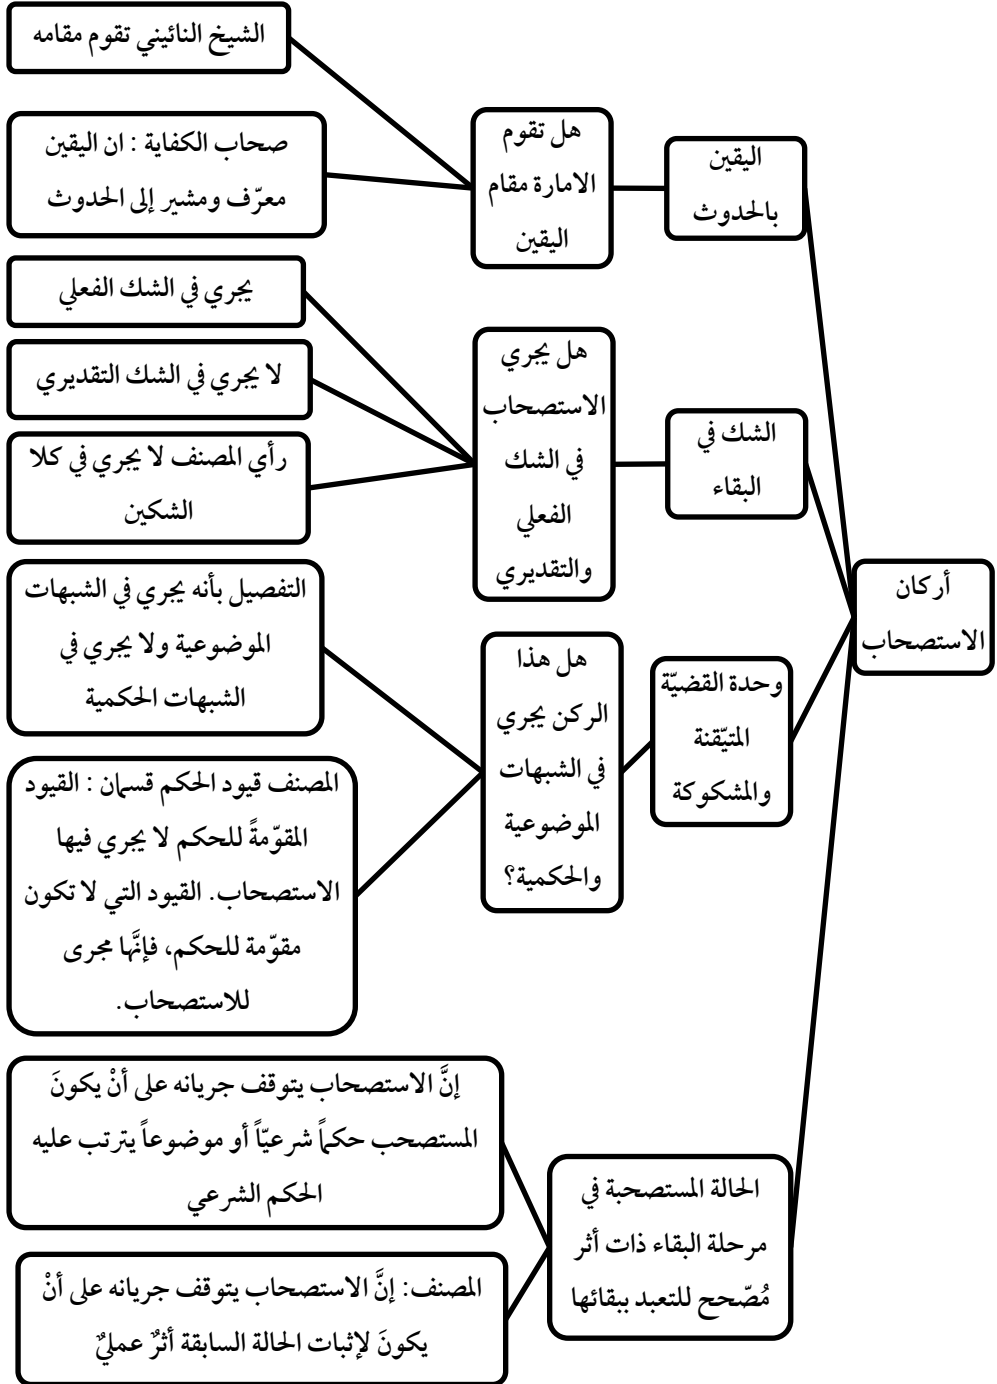 أركان
الاستصحاب
اليقين
بالحدوث
هل تقوم
الامارة مقام
اليقين
الشيخ النائيني تقوم مقامه
صحاب الكفاية : ان اليقين
معرّف ومشير إلى الحدوث
الشك في
البقاء
هل يجري
الاستصحاب
في الشك
الفعلي
والتقديري
يجري في الشك الفعلي
لا يجري في الشك التقديري
رأي المصنف لا يجري في كلا
الشكين
وحدة القضيّة
المتيّقنة
والمشكوكة
هل هذا
الركن يجري
في الشبهات
الموضوعية
والحكمية؟
التفصيل بأنه يجري في الشبهات
الموضوعية ولا يجري في
الشبهات الحكمية
المصنف قيود الحكم قسمان : القيود
المقوّمةً للحكم لا يجري فيها
الاستصحاب. القيود التي لا تكون
مقوّمة للحكم، فإنَّها مجرى
للاستصحاب.
الحالة المستصحبة في
مرحلة البقاء ذات أثر
مُصّحح للتعبد ببقائها
إنَّ الاستصحاب يتوقف جريانه على أنْ يكونَ
المستصحب حكماً شرعيّاً أو موضوعاً يترتب عليه
الحكم الشرعي
المصنف: إنَّ الاستصحاب يتوقف جريانه على أنْ
يكونَ لإثبات الحالة السابقة أثرٌ عمليٌ